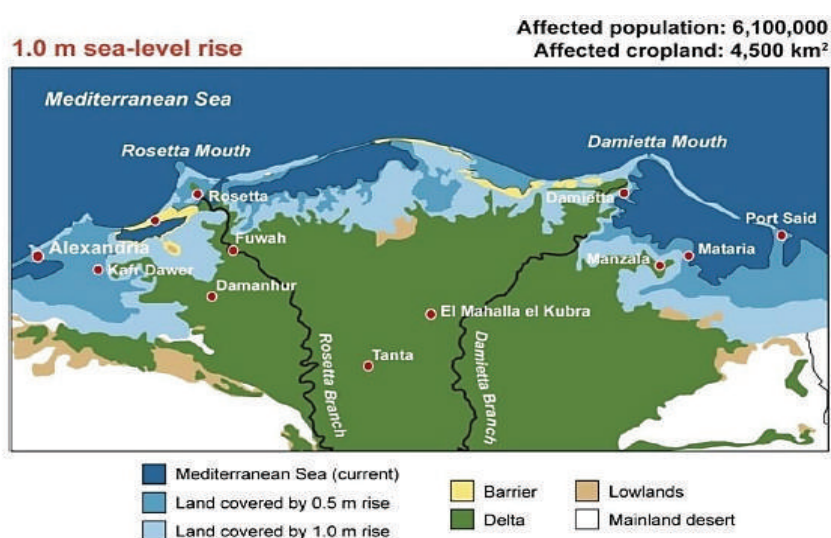 1.0 m sea-level rise
Affected population: 6,100,000
Affected cropland: 4,500 km²
Mediterranean Sea
Rosetta Mouth
Damietta Mouth
Rosetta
Damietta
Port Said
Alexandria
Fuwah
Mataria
Manzala
Kafr Dawer
Damanhur
El Mahalla el Kubra
Tanta
Rosetta Branch
Damietta Branch
Mediterranean Sea (current)
Land covered by 0.5 m rise
Land covered by 1.0 m rise
Barrier
Delta
Lowlands
Mainland desert